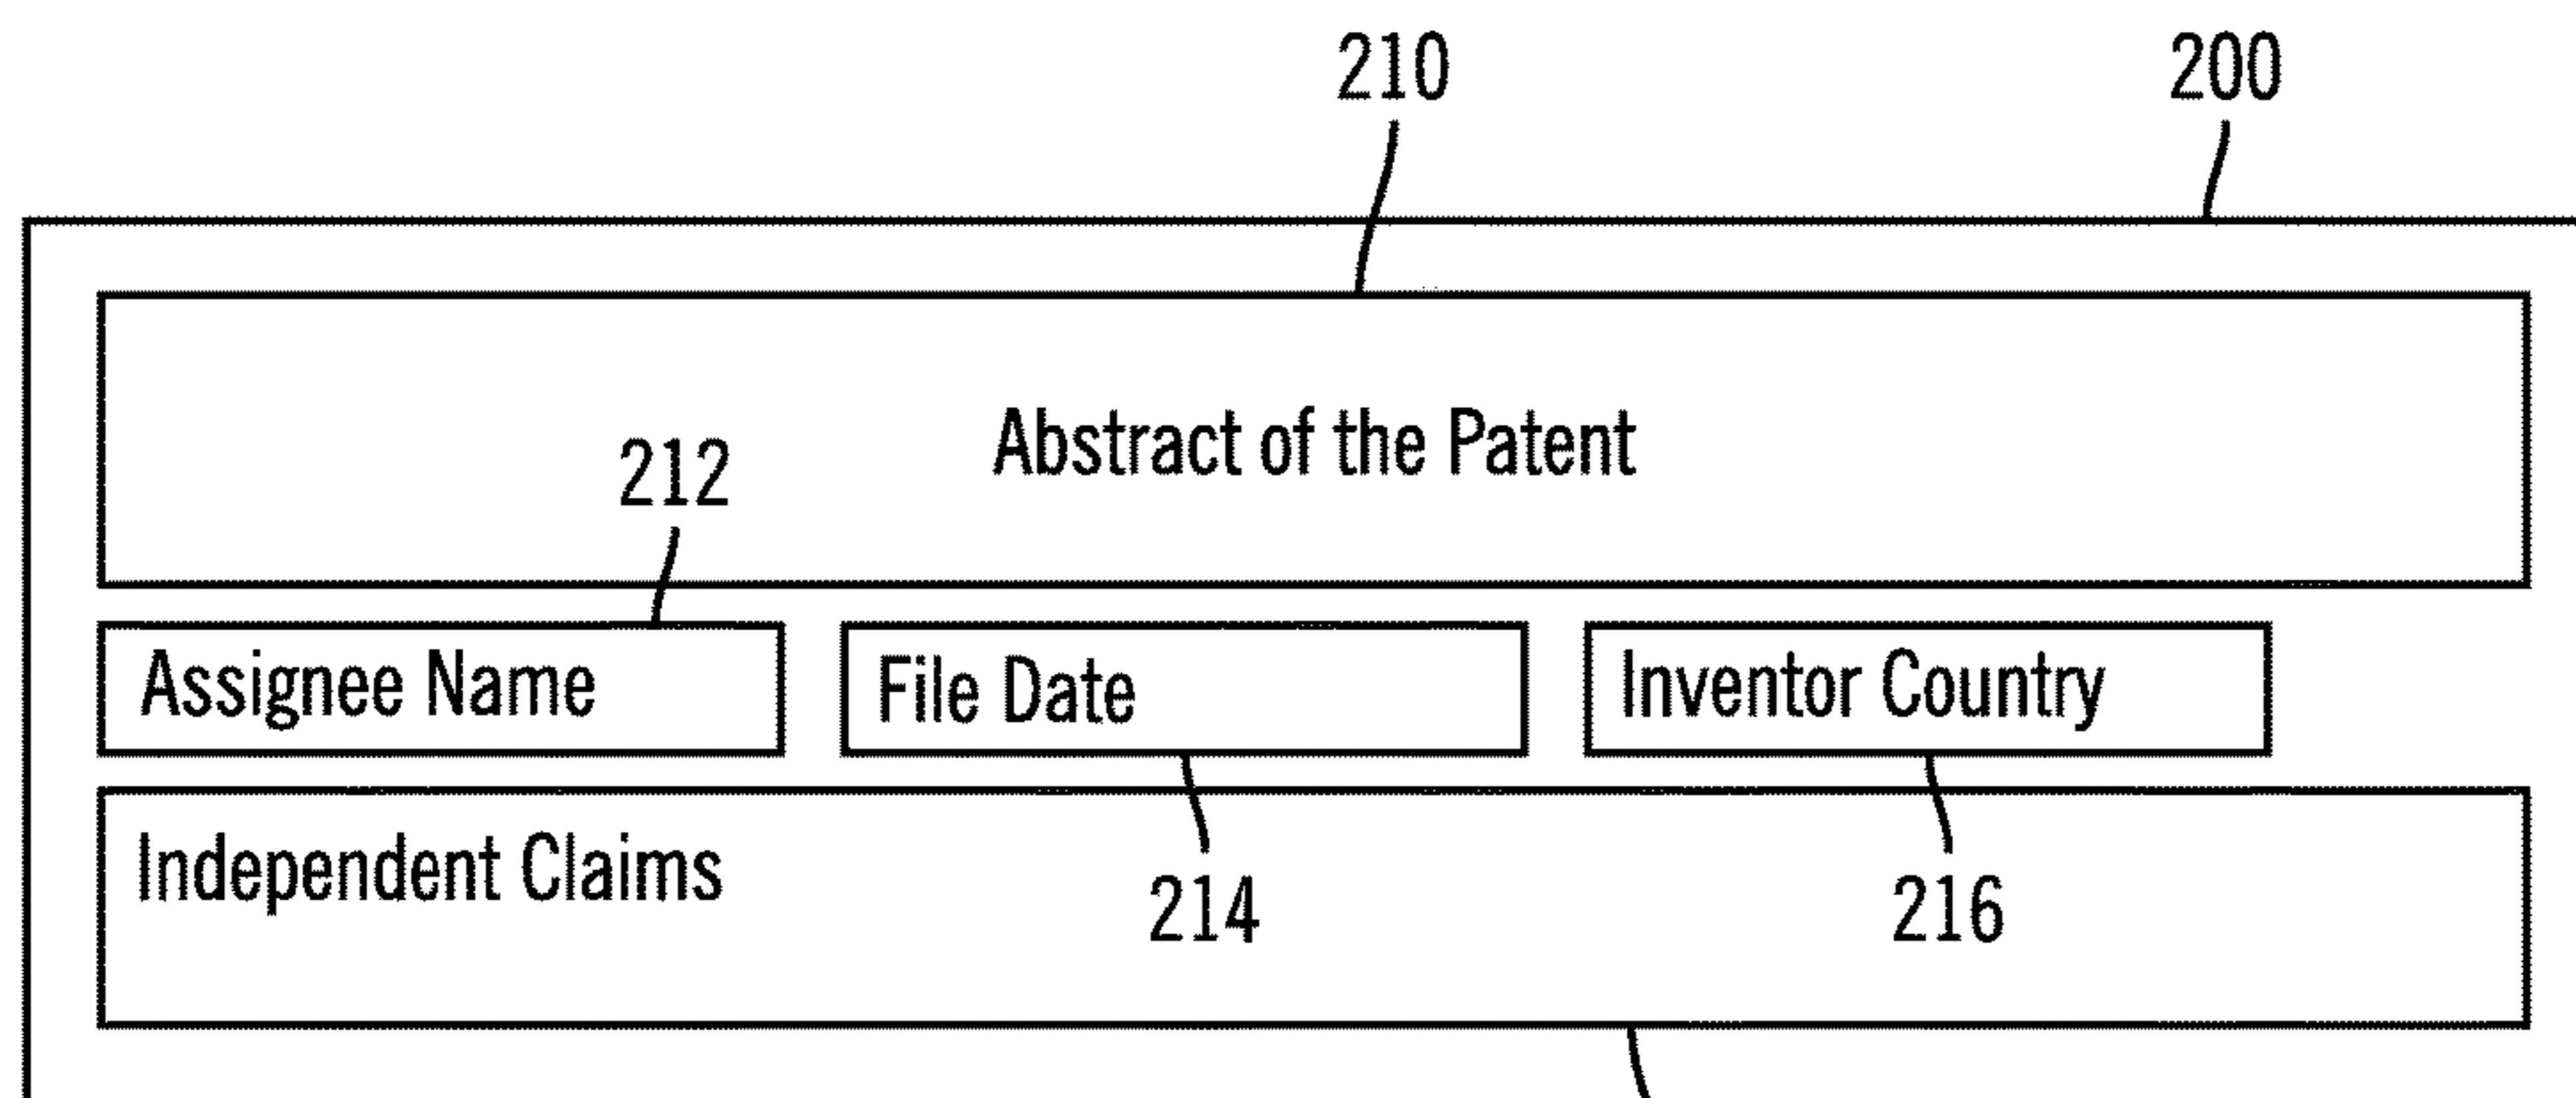 210 200
Abstract of the Patent
212
Assignee Name File Date Inventor Country
Independent Claims
214 216